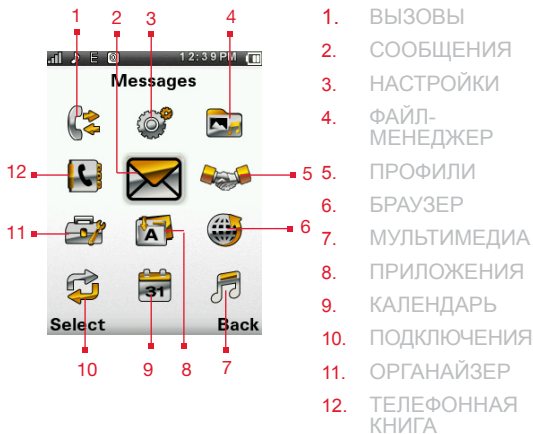 1 2 3 4
12:39PM
Messages
12 5
11 6
A
31
Select Back
10 9 8 7
1. ВЫЗОВЫ
2. СООБЩЕНИЯ
3. НАСТРОЙКИ
4. ФАЙЛ-
МЕНЕДЖЕР
5. ПРОФИЛИ
6. БРАУЗЕР
7. МУЛЬТИМЕДИА
8. ПРИЛОЖЕНИЯ
9. КАЛЕНДАРЬ
10. ПОДКЛЮЧЕНИЯ
11. ОРГАНАЙЗЕР
12. ТЕЛЕФОННАЯ
КНИГА